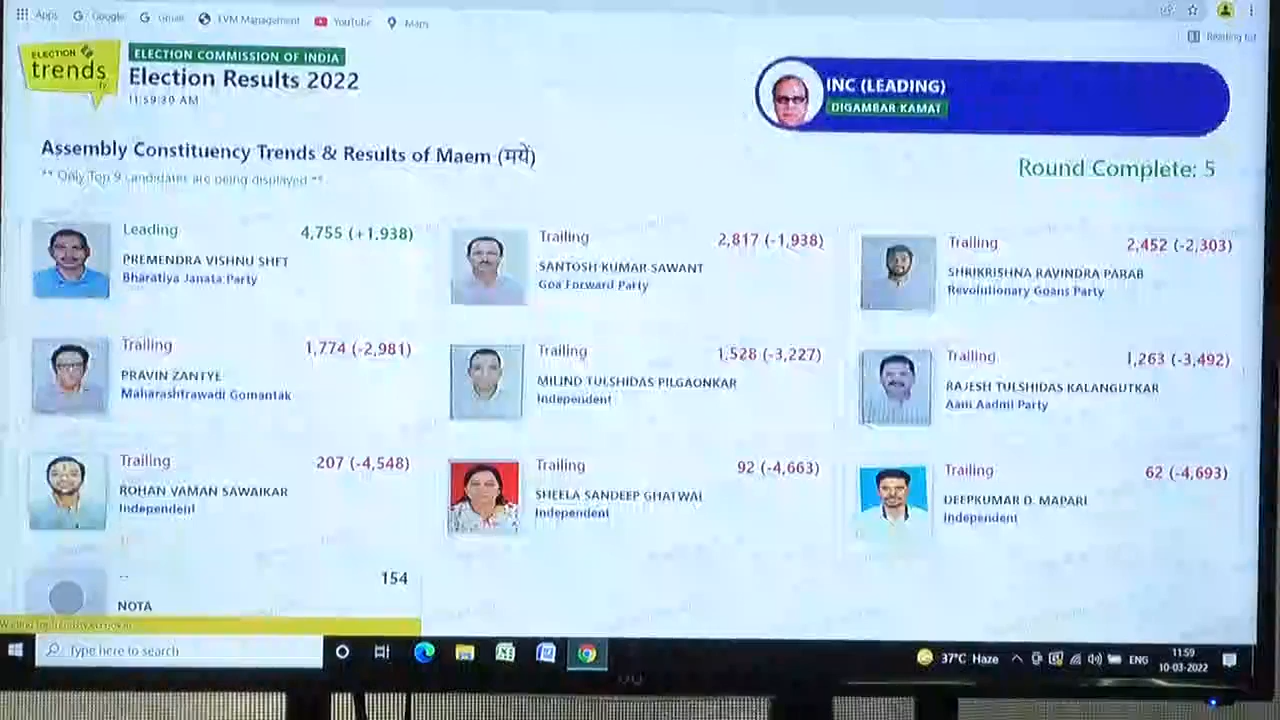 Apps Google Gmail EVM Management YouTube Maps
Reading list
ELECTION
trends
tv
ELECTION COMMISSION OF INDIA
Election Results 2022
11:59:30 AM
INC (LEADING)
DIGAMBAR KAMAT
Assembly Constituency Trends & Results of Maem (मयें)
** Only Top 9 candidates are being displayed **
Round Complete: 5
Leading 4,755 (+1,938)
PREMENDRA VISHNU SHET
Bharatiya Janata Party
Trailing 2,817 (-1,938)
SANTOSH KUMAR SAWANT
Goa Forward Party
Trailing 2,452 (-2,303)
SHRIKRISHNA RAVINDRA PARAB
Revolutionary Goans Party
Trailing 1,774 (-2,981)
PRAVIN ZANTYE
Maharashtrawadi Gomantak
Trailing 1,528 (-3,227)
MILIND TULSHIDAS PILGAONKAR
Independent
Trailing 1,263 (-3,492)
RAJESH TULSHIDAS KALANGUTKAR
Aam Aadmi Party
Trailing 207 (-4,548)
ROHAN VAMAN SAWAIKAR
Independent
Trailing 92 (-4,663)
SHEELA SANDEEP GHATWAL
Independent
Trailing 62 (-4,693)
DEEPKUMAR D. MAPARI
Independent
-- 154
NOTA
Type here to search
37°C Haze ENG 11:59
10-03-2022